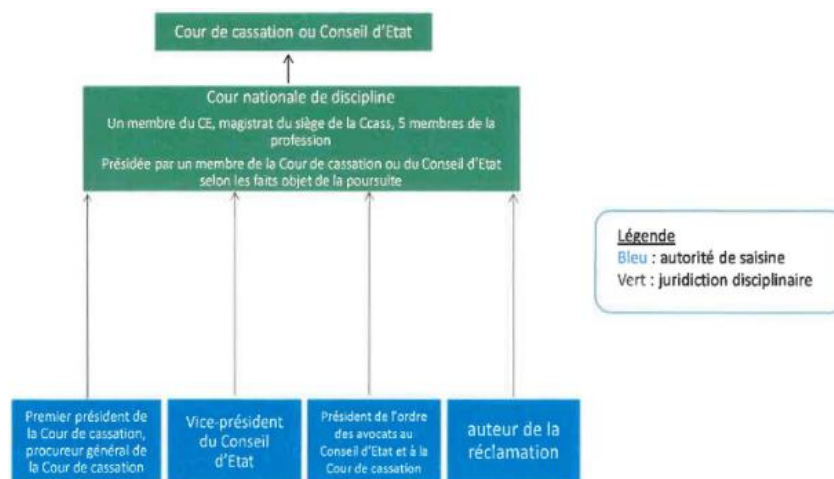 Cour de cassation ou Conseil d'Etat
Cour nationale de discipline
Un membre du CE, magistrat du siège de la Ccass, 5 membres de la
profession
Présidée par un membre de la Cour de cassation ou du Conseil d'Etat
selon les faits objet de la poursuite
Légende
Bleu : autorité de saisine
Vert : juridiction disciplinaire
Premier président de
la Cour de cassation,
procureur général de
la Cour de cassation
Vice-président
du Conseil
d'Etat
Président de l'ordre
des avocats au
Conseil d'Etat et à la
Cour de cassation
auteur de la
réclamation